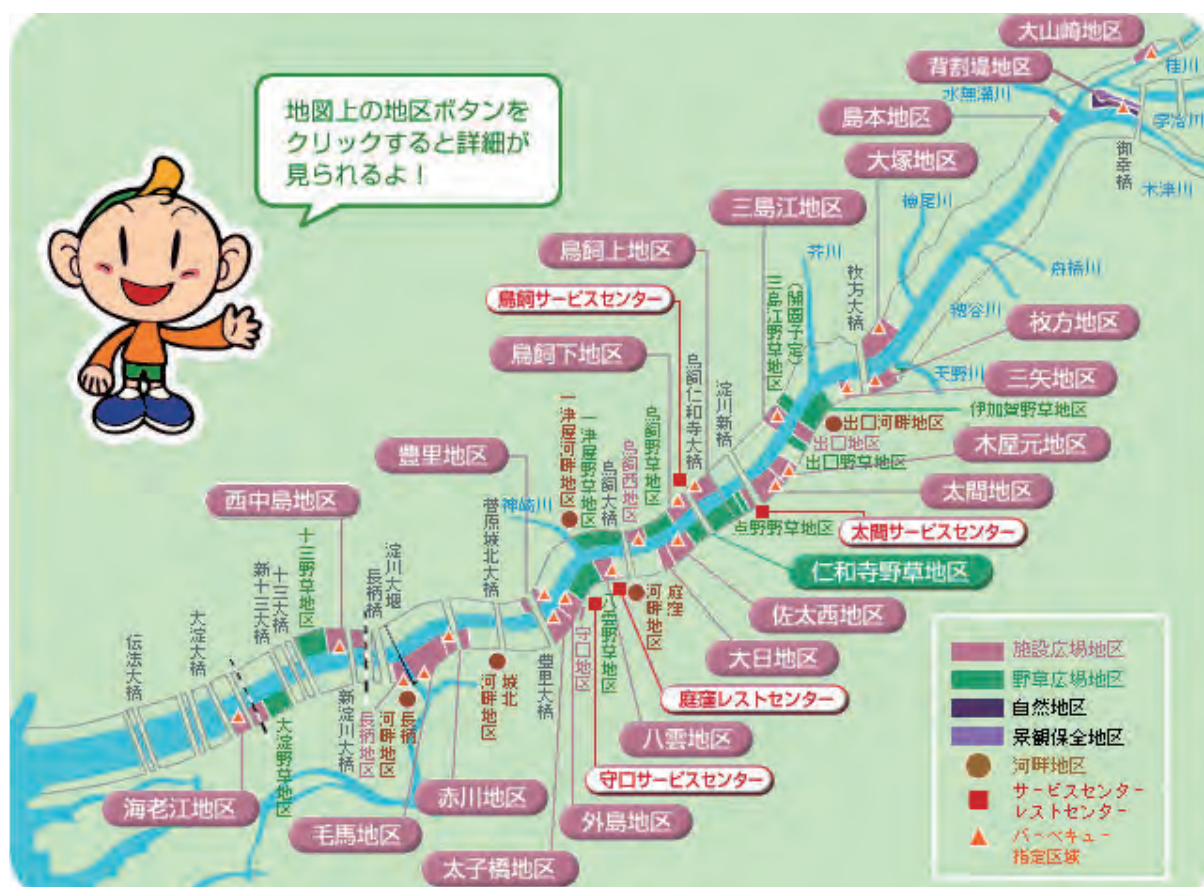 地図上の地区ボタンを
クリックすると詳細が
見られるよ！
大山崎地区
背割堤地区
桂川
水無瀬川
宇治川
島本地区
御幸橋
木津川
大塚地区
檜尾川
三島江地区
芥川
舟橋川
鳥飼上地区
枚方大橋
穂谷川
鳥飼サービスセンター
三島江野草地区
(開園予定)
枚方地区
天野川
鳥飼下地区
鳥飼仁和寺大橋
淀川新橋
三矢地区
伊加賀野草地区
出口河畔地区
出口地区
出口野草地区
木屋元地区
豊里地区
一津屋河畔地区
一津屋野草地区
鳥飼大橋
鳥飼西地区
鳥飼野草地区
太間地区
西中島地区
菅原城北大橋
神崎川
点野野草地区
太間サービスセンター
仁和寺野草地区
十三野草地区
十三大橋
新十三大橋
淀川大堰
長柄橋
大淀大橋
伝法大橋
佐太西地区
庭窪
河畔地区
八雲野草地区
守口地区
大日地区
豊里大橋
城北
河畔地区
庭窪レストセンター
新淀川大橋
長柄地区
長柄
河畔地区
大淀野草地区
八雲地区
守口サービスセンター
海老江地区
赤川地区
外島地区
毛馬地区
太子橋地区
施設広場地区
野草広場地区
自然地区
景観保全地区
河畔地区
サービスセンター
レストセンター
バーベキュー
指定区域